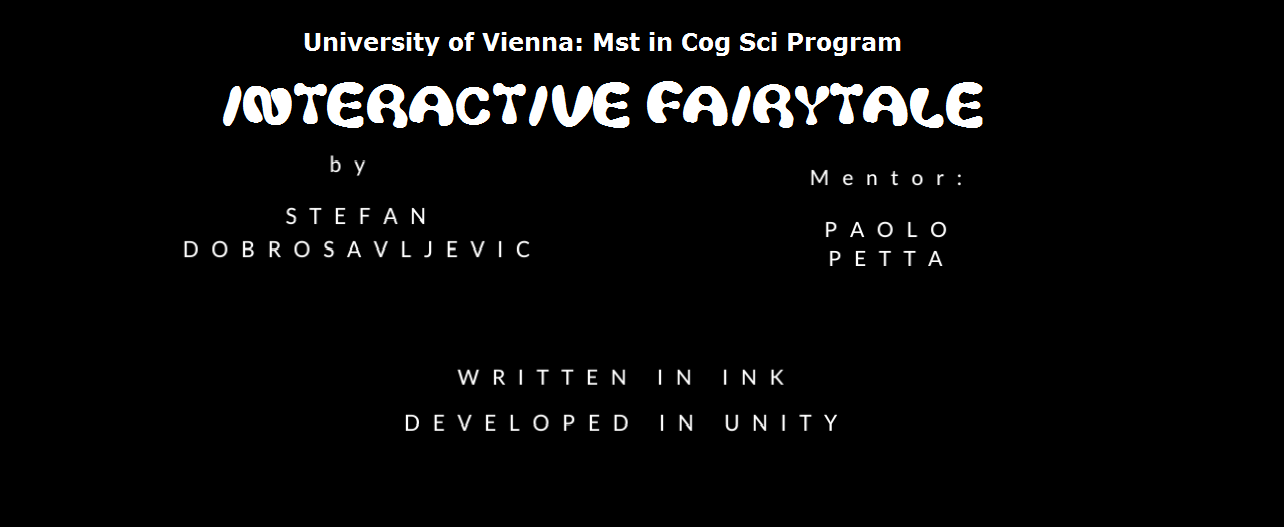 University of Vienna: Mst in Cog Sci Program
INTERACTIVE FAIRYTALE
by
STEFAN
DOBROSAVLJEVIC
Mentor:
PAOLO
PETTA
WRITTEN IN INK
DEVELOPED IN UNITY